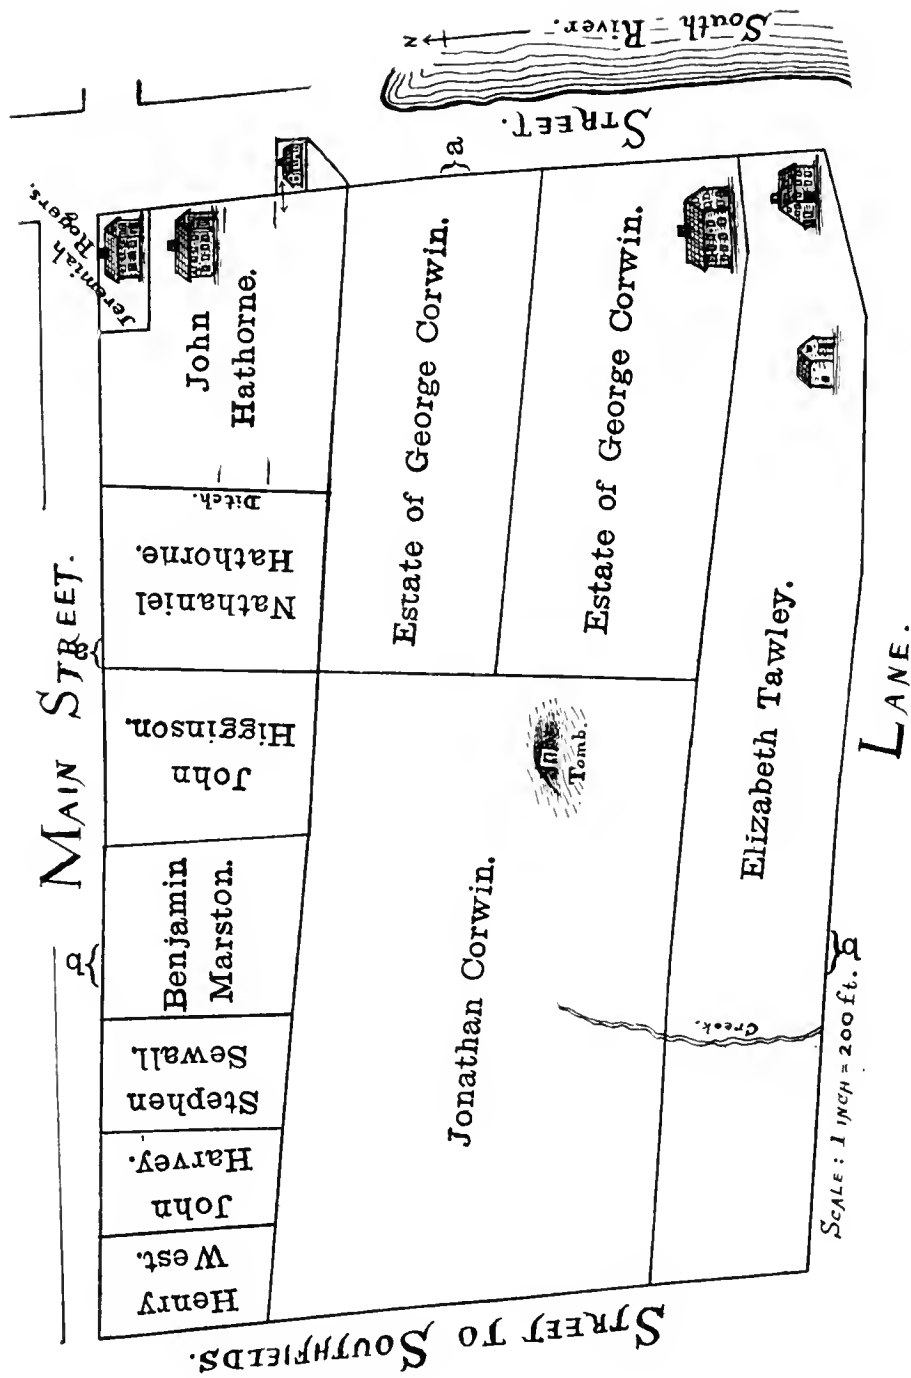 South River.
N
STREET.
a
Jeremiah
Rogers.
John
Hathorne.
Estate of George Corwin.
Estate of George Corwin.
Ditch.
Nathaniel
Hathorne.
MAIN STREET.
a
John
Higginson.
Tomb.
Elizabeth Tawley.
LANE.
Benjamin
Marston.
b
Jonathan Corwin.
b
Creek.
Stephen
Sewall.
John
Harvey.
Henry
West.
SCALE: 1 INCH = 200 ft.
STREET TO SOUTHFIELDS.